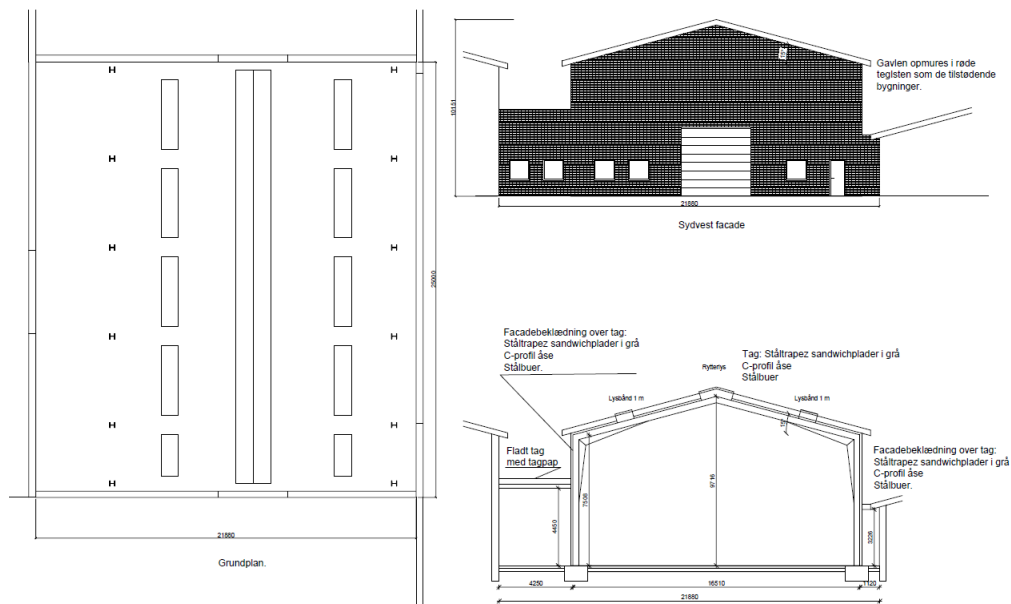 10151
Gavlen opmures i røde
teglsten som de tilstødende
bygninger.
21880
Sydvest facade
25000
21880
Grundplan.
Facadebeklædning over tag:
Ståltrapez sandwichplader i grå
C-profil åse
Stålbuer.
Rytterlys
Tag: Ståltrapez sandwichplader i grå
C-profil åse
Stålbuer
Lysbånd 1 m
Lysbånd 1 m
Fladt tag
med tagpap
Facadebeklædning over tag:
Ståltrapez sandwichplader i grå
C-profil åse
Stålbuer.
7508
9716
4450
3226
4250
16510
1120
21880